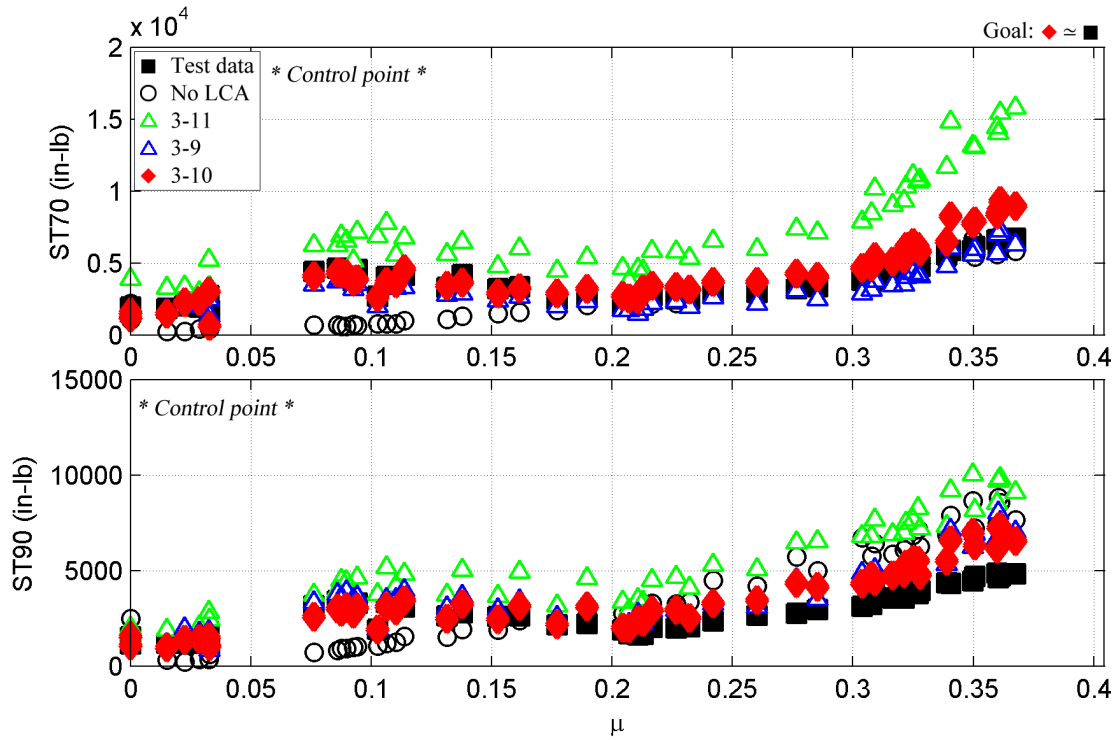 x 10^4
Goal: ♦ ≃ ■
2
1.5
1
0.5
0
ST70 (in-lb)
Test data
No LCA
3-11
3-9
3-10
* Control point *
0 0.05 0.1 0.15 0.2 0.25 0.3 0.35 0.4
15000
10000
5000
0
ST90 (in-lb)
* Control point *
0 0.05 0.1 0.15 0.2 0.25 0.3 0.35 0.4
μ